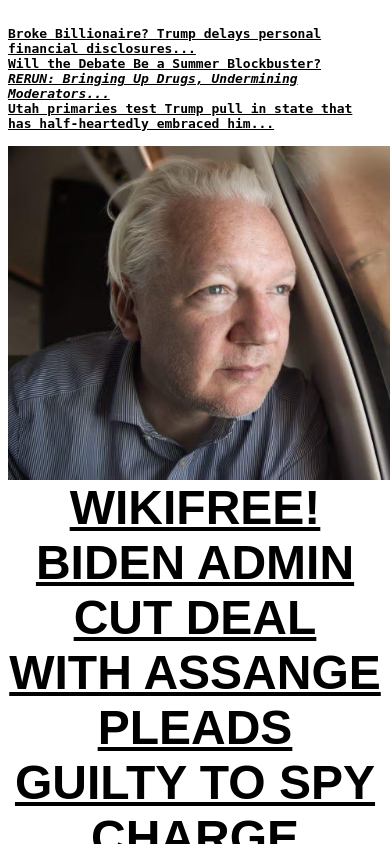 Broke Billionaire? Trump delays personal
financial disclosures...
Will the Debate Be a Summer Blockbuster?
RERUN: Bringing Up Drugs, Undermining
Moderators...
Utah primaries test Trump pull in state that
has half-heartedly embraced him...
WIKIFREE!
BIDEN ADMIN
CUT DEAL
WITH ASSANGE
PLEADS
GUILTY TO SPY
CHARGE